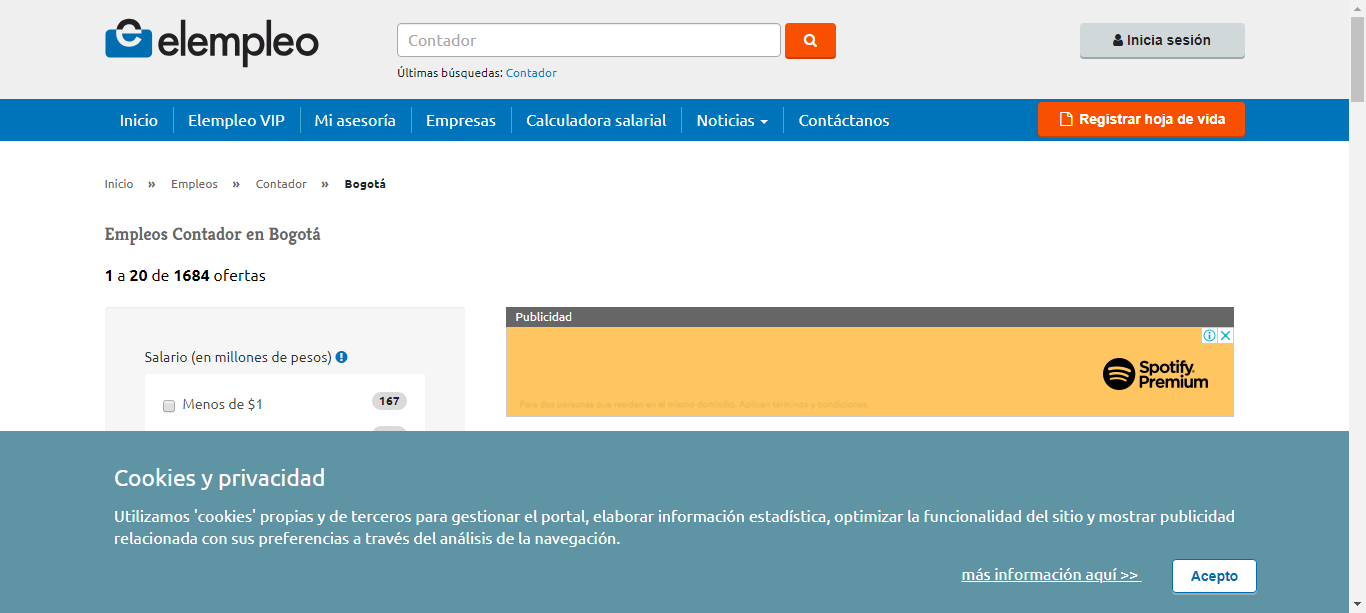 elempleo
Contador
Inicia sesión
Últimas búsquedas: Contador
Inicio Elempleo VIP Mi asesoría Empresas Calculadora salarial Noticias Contáctanos Registrar hoja de vida
Inicio » Empleos » Contador » Bogotá
Empleos Contador en Bogotá
1 a 20 de 1684 ofertas
Salario (en millones de pesos)
Menos de $1 167
Publicidad
Spotify
Premium
Para dos personas que residan en el mismo domicilio. Aplican términos y condiciones.
Cookies y privacidad
Utilizamos 'cookies' propias y de terceros para gestionar el portal, elaborar información estadística, optimizar la funcionalidad del sitio y mostrar publicidad
relacionada con sus preferencias a través del análisis de la navegación.
más información aquí >> Acepto